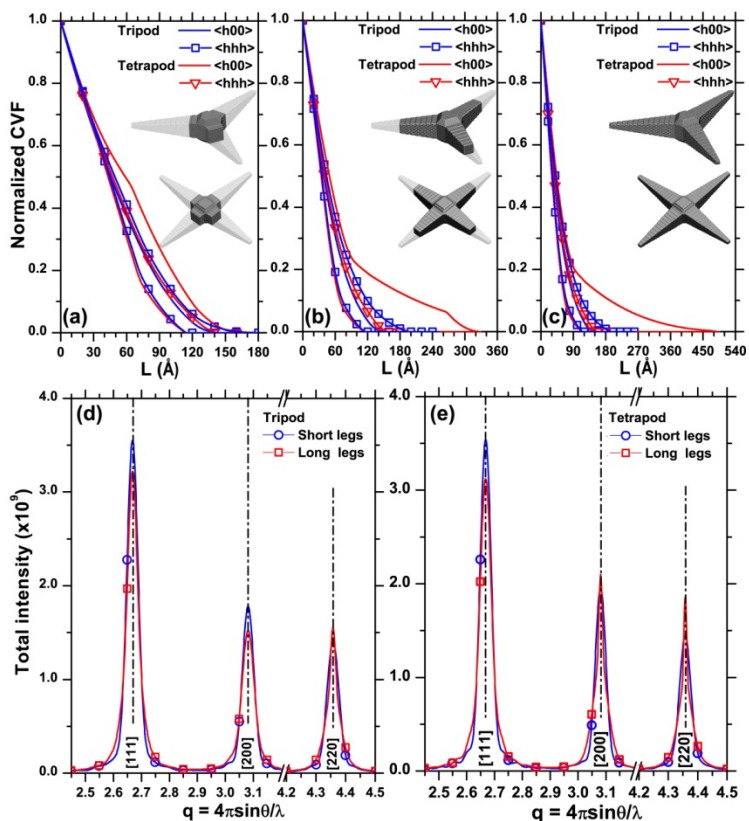 Normalized CVF
1.0
0.8
0.6
0.4
0.2
0.0
Tripod <h00>
<hhh>
Tetrapod <h00>
<hhh>
(a)
0 30 60 90 120 150 180
L (Å)
Tripod <h00>
<hhh>
Tetrapod <h00>
<hhh>
(b)
0 60 120 180 240 300 360
L (Å)
Tripod <h00>
<hhh>
Tetrapod <h00>
<hhh>
(c)
0 90 180 270 360 450 540
L (Å)
Total intensity (x10⁹)
4.0
3.0
2.0
1.0
0.0
(d)
Tripod
Short legs
Long legs
[111]
[200]
[220]
2.5 2.6 2.7 2.8 2.9 3.0 3.1 4.2 4.3 4.4 4.5
q = 4πsinθ/λ
4.0
3.0
2.0
1.0
0.0
(e)
Tetrapod
Short legs
Long legs
[111]
[200]
[220]
2.5 2.6 2.7 2.8 2.9 3.0 3.1 4.2 4.3 4.4 4.5
q = 4πsinθ/λ